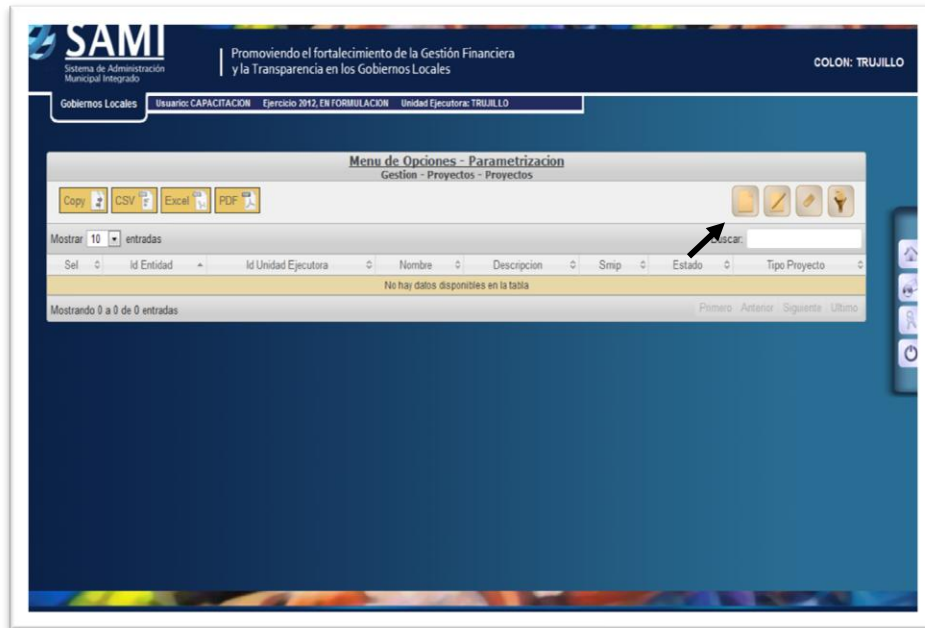 SAMI
Sistema de Administración
Municipal Integrado
Promoviendo el fortalecimiento de la Gestión Financiera
y la Transparencia en los Gobiernos Locales
COLON: TRUJILLO
Gobiernos Locales
Usuario: CAPACITACION Ejercicio 2012, EN FORMULACION Unidad Ejecutora: TRUJILLO
Menu de Opciones - Parametrizacion
Gestion - Proyectos - Proyectos
Copy CSV Excel PDF
Mostrar 10 entradas
Buscar:
Sel Id Entidad Id Unidad Ejecutora Nombre Descripcion Smip Estado Tipo Proyecto
No hay datos disponibles en la tabla
Mostrando 0 a 0 de 0 entradas
Primero Anterior Siguiente Ultimo